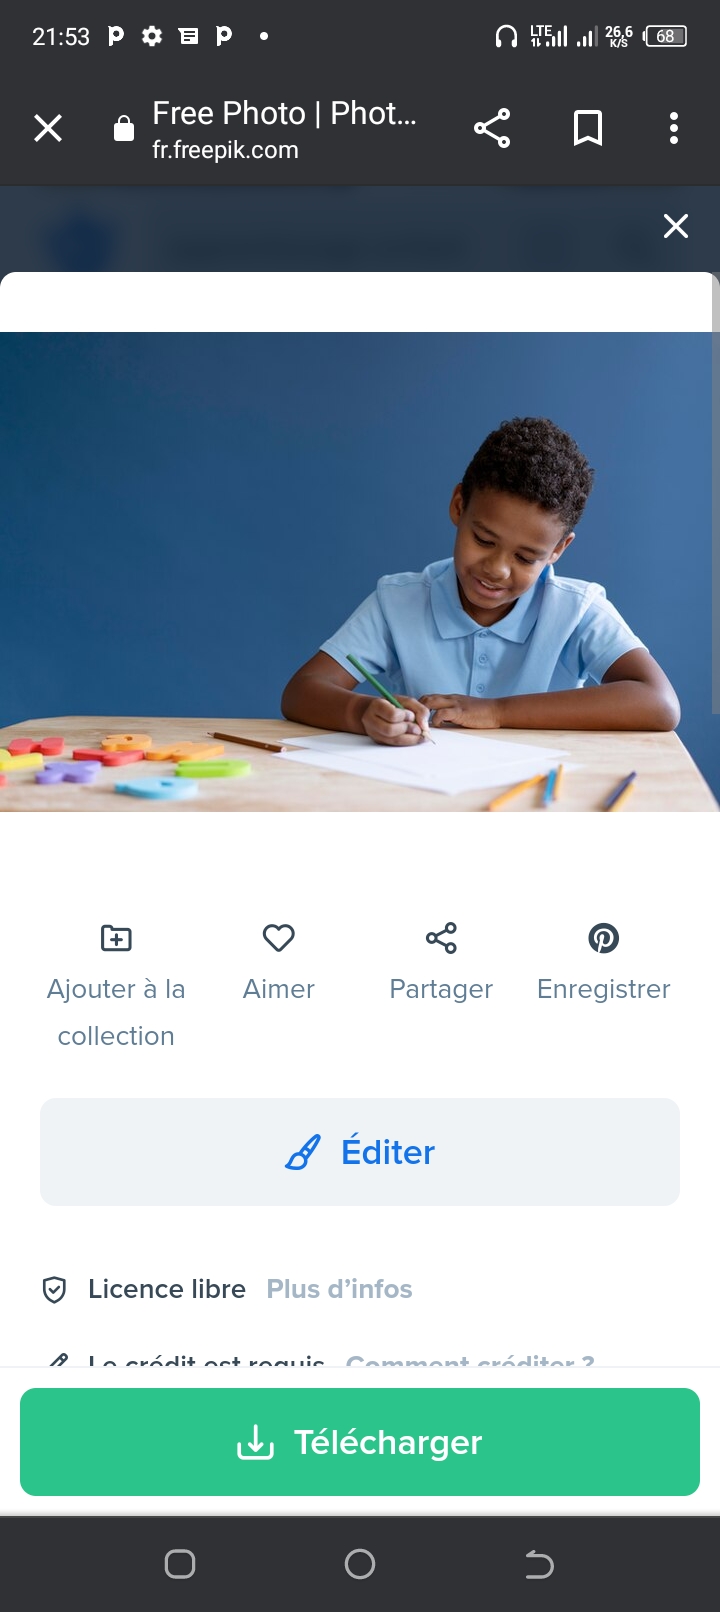 21:53
LTE
26,6
K/S
68
Free Photo | Phot...
fr.freepik.com
Ajouter à la
collection
Aimer
Partager
Enregistrer
Éditer
Licence libre Plus d'infos
Le crédit est requis Comment créditer ?
Télécharger